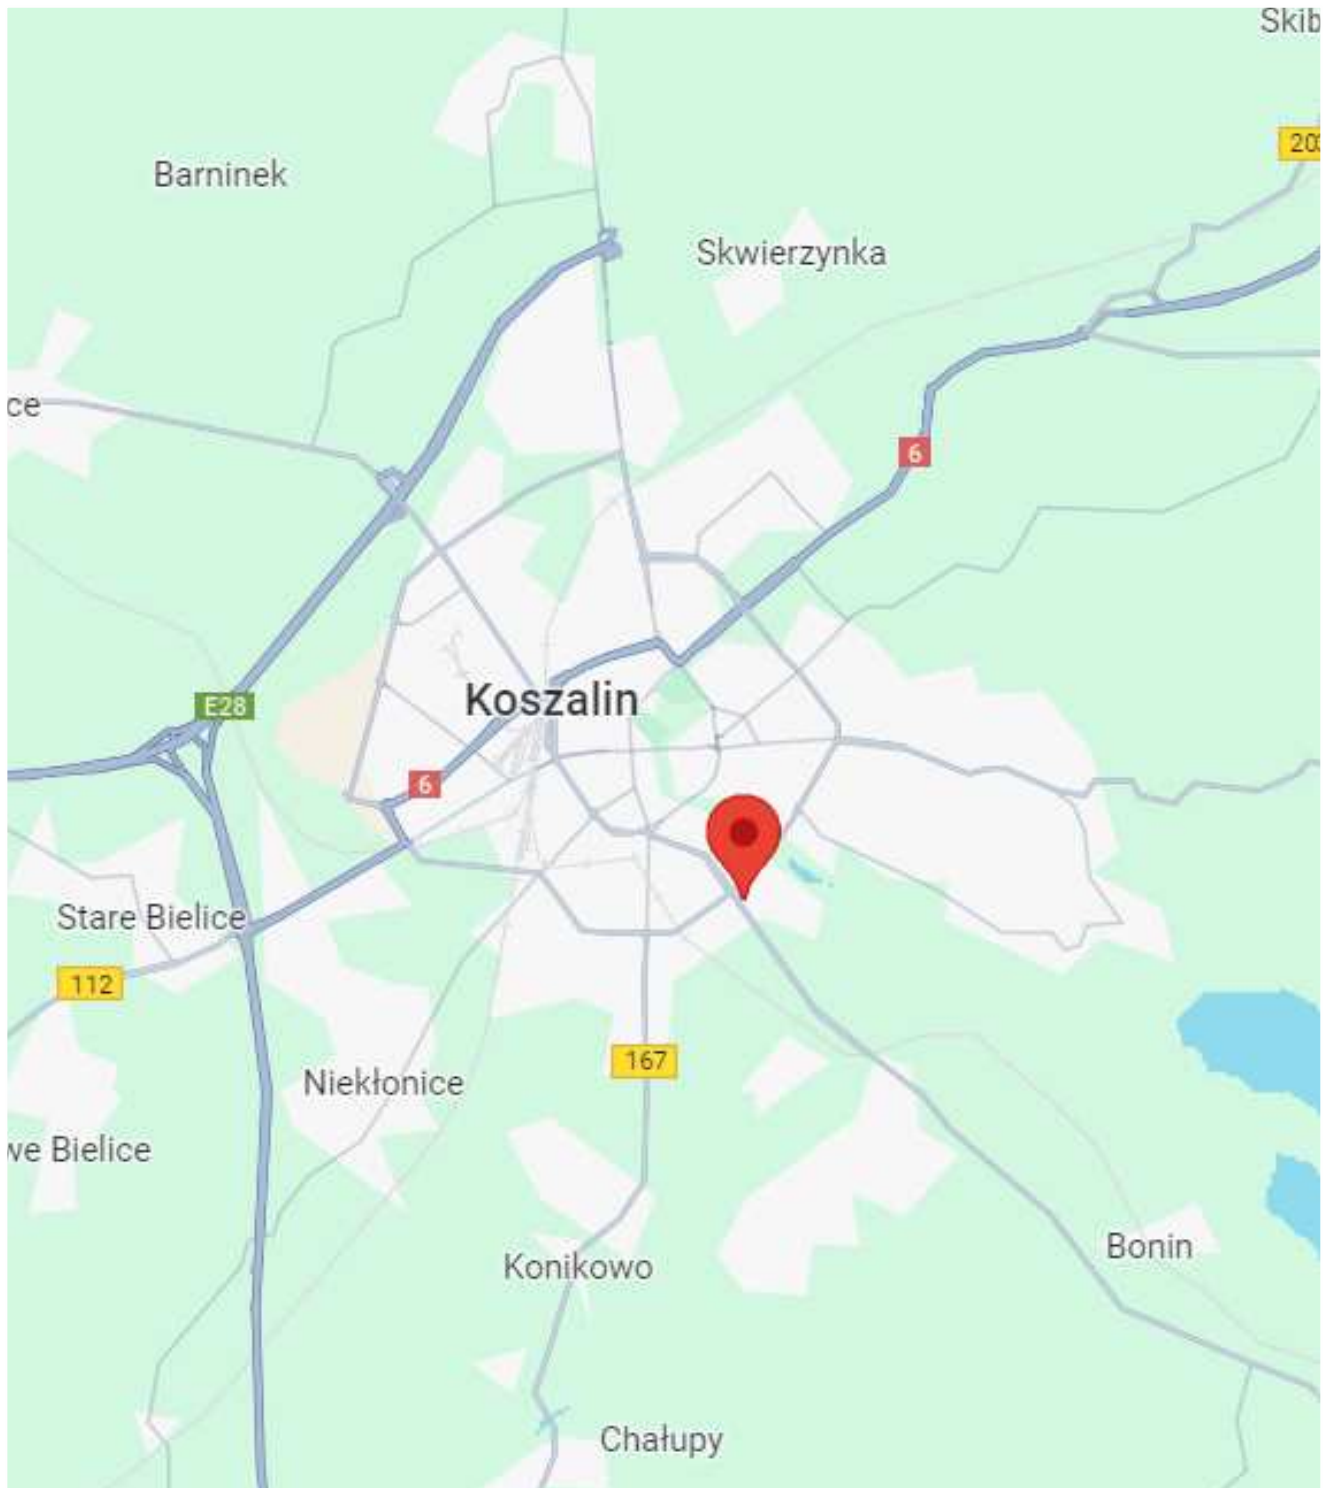 Skib
Barninek
20
Skwierzynka
ce
6
Koszalin
E28
6
Stare Bielice
112
167
Niekłonice
we Bielice
Bonin
Konikowo
Chałupy